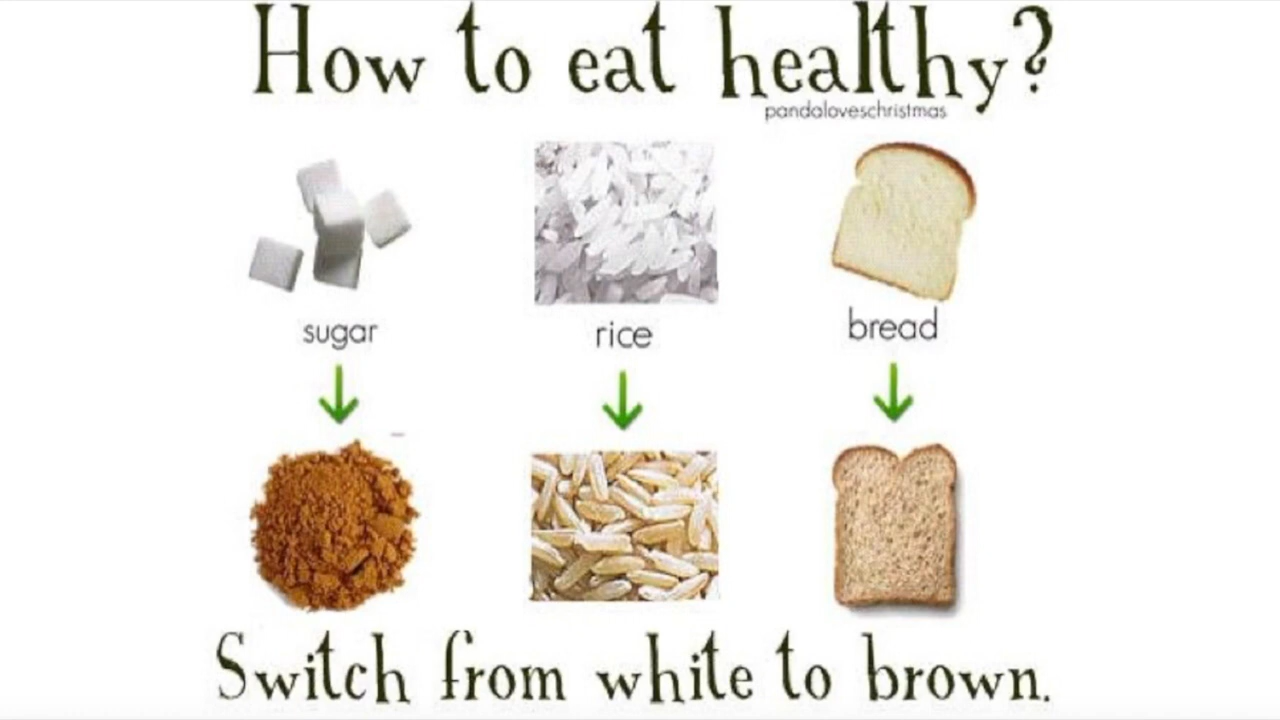 How to eat healthy?
pandaloveschristmas
sugar rice bread
Switch from white to brown.